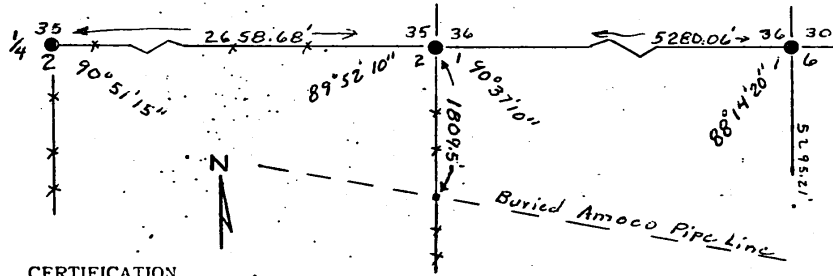 35 35 36 36 30
1/4 2658.68' 5280.06'
2 2 1 1 6
90°51'15" 89°52'10" 90°37'10" 88°14'20"
1809.5'
5295.21'
N
Buried Amoco Pipe Line
CERTIFICATION